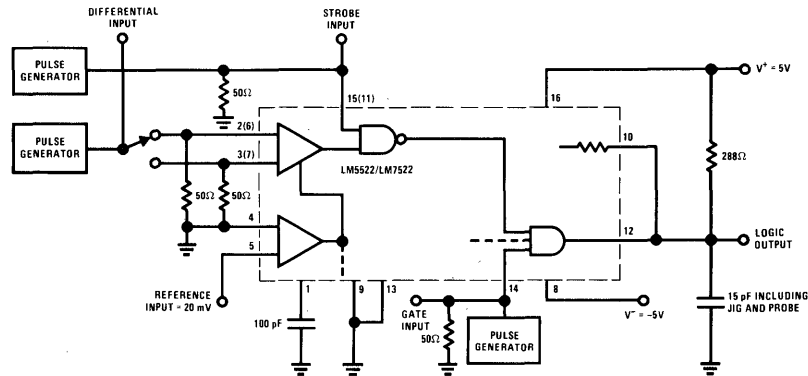 DIFFERENTIAL
INPUT
STROBE
INPUT
PULSE
GENERATOR
50Ω
15(11)
16
V+ = 5V
PULSE
GENERATOR
2(6)
3(7)
LM5522/LM7522
10
288Ω
50Ω
50Ω
4
5
12
LOGIC
OUTPUT
REFERENCE
INPUT = 20 mV
1
9
13
14
8
100 pF
GATE
INPUT
50Ω
PULSE
GENERATOR
V- = -5V
15 pF INCLUDING
JIG AND PROBE